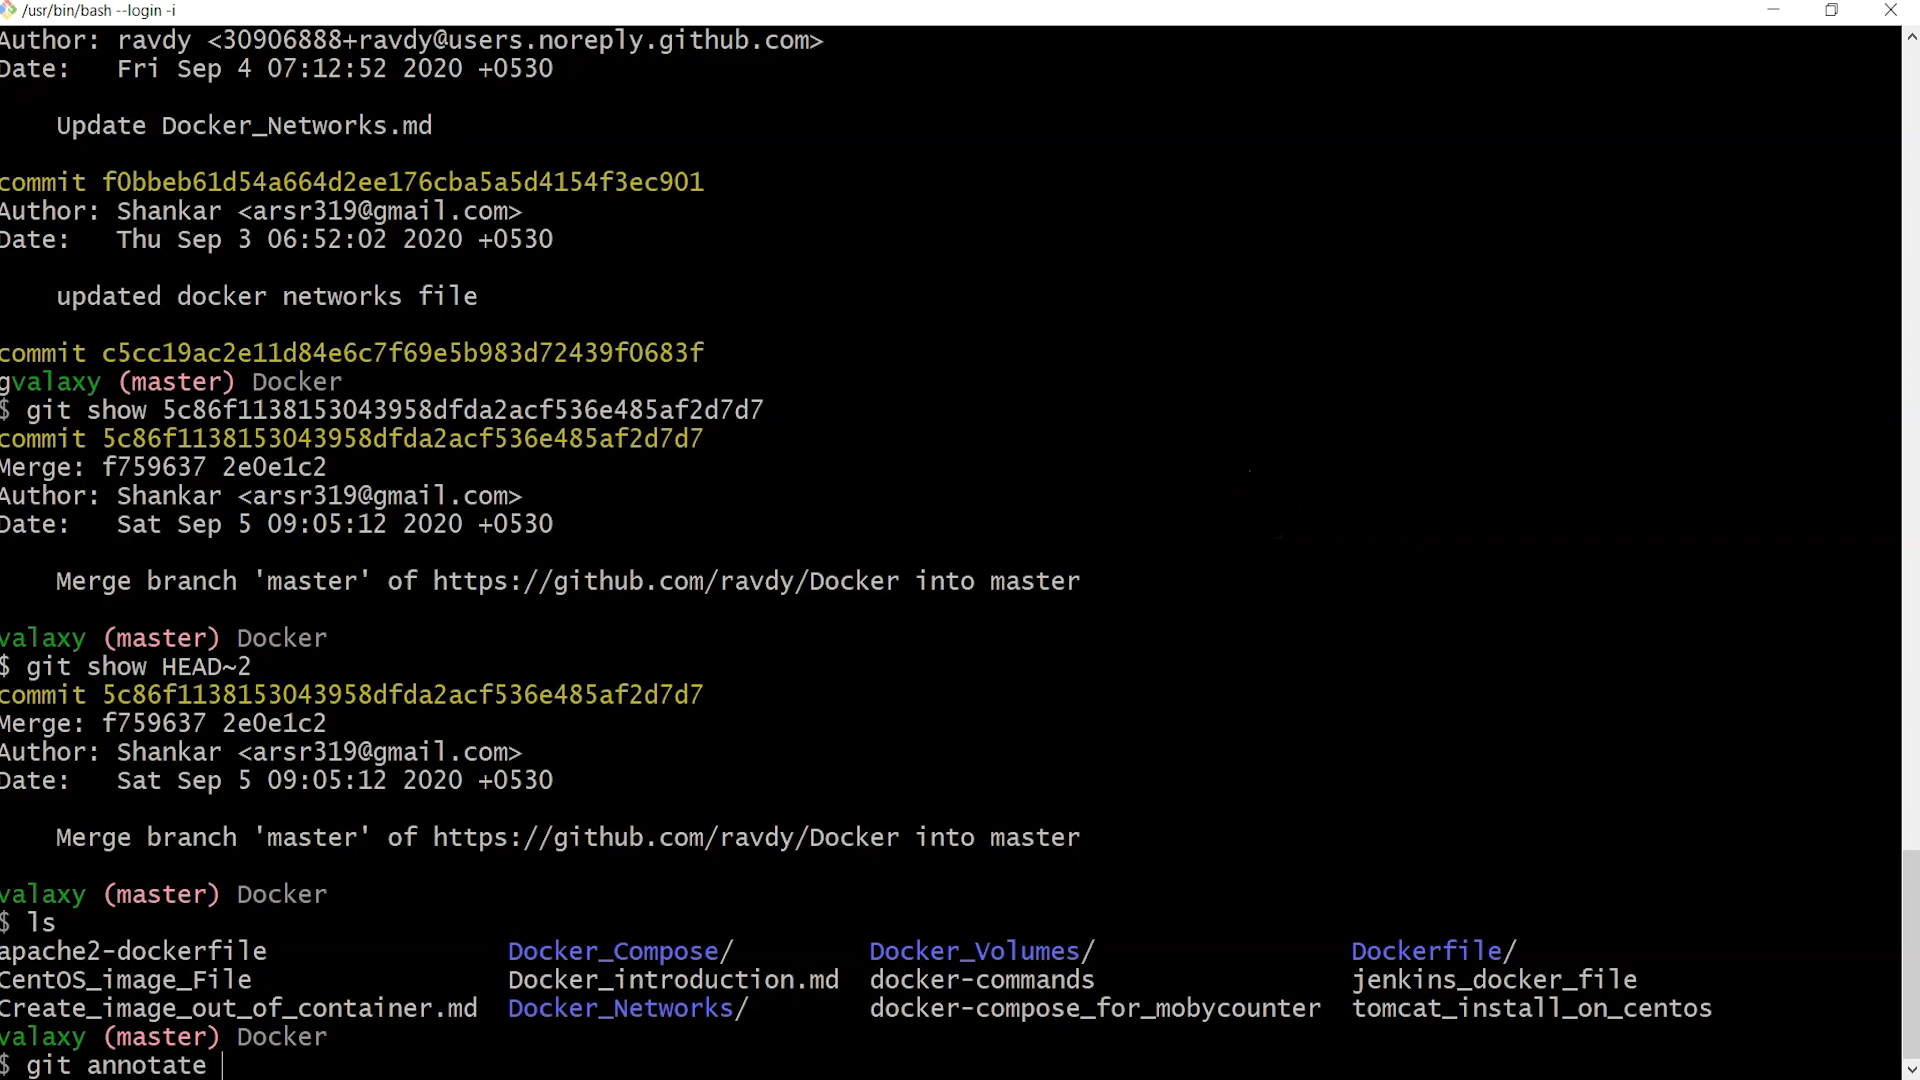 /usr/bin/bash --login -i
Author: ravdy <30906888+ravdy@users.noreply.github.com>
Date:   Fri Sep 4 07:12:52 2020 +0530
Update Docker_Networks.md
commit f0bbeb61d54a664d2ee176cba5a5d4154f3ec901
Author: Shankar <arsr319@gmail.com>
Date:   Thu Sep 3 06:52:02 2020 +0530
updated docker networks file
commit c5cc19ac2e11d84e6c7f69e5b983d72439f0683f
gvalaxy (master) Docker
$ git show 5c86f1138153043958dfda2acf536e485af2d7d7
commit 5c86f1138153043958dfda2acf536e485af2d7d7
Merge: f759637 2e0e1c2
Author: Shankar <arsr319@gmail.com>
Date:   Sat Sep 5 09:05:12 2020 +0530
Merge branch 'master' of https://github.com/ravdy/Docker into master
valaxy (master) Docker
$ git show HEAD~2
commit 5c86f1138153043958dfda2acf536e485af2d7d7
Merge: f759637 2e0e1c2
Author: Shankar <arsr319@gmail.com>
Date:   Sat Sep 5 09:05:12 2020 +0530
Merge branch 'master' of https://github.com/ravdy/Docker into master
valaxy (master) Docker
$ ls
apache2-dockerfile Docker_Compose/ Docker_Volumes/ Dockerfile/
CentOS_image_File Docker_introduction.md docker-commands jenkins_docker_file
Create_image_out_of_container.md Docker_Networks/ docker-compose_for_mobycounter tomcat_install_on_centos
valaxy (master) Docker
$ git annotate